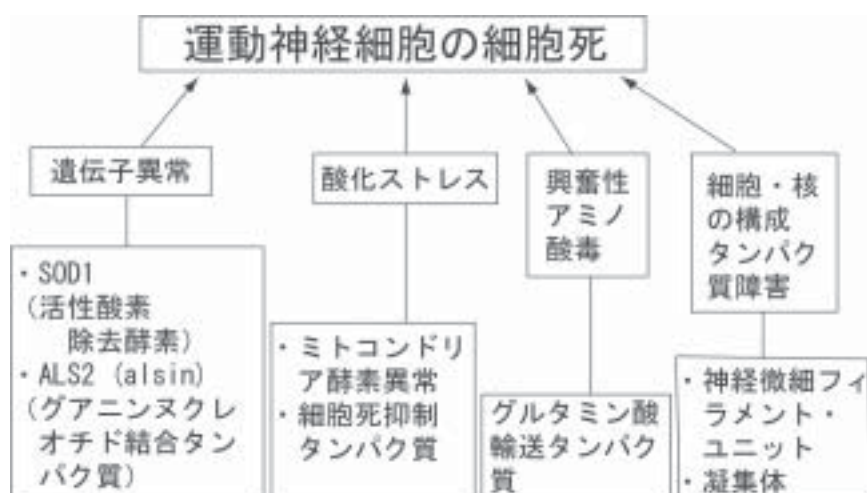 運動神経細胞の細胞死
遺伝子異常
酸化ストレス
興奮性
アミノ
酸毒
細胞・核
の構成
タンパク
質障害
・SOD1
(活性酸素
除去酵素)
・ALS2 (alsin)
(グアニンヌクレ
オチド結合タン
パク質)
・ミトコンドリ
ア酵素異常
・細胞死抑制
タンパク質
グルタミン酸
輸送タンパク
質
・神経微細フィ
ラメント・
ユニット
・凝集体